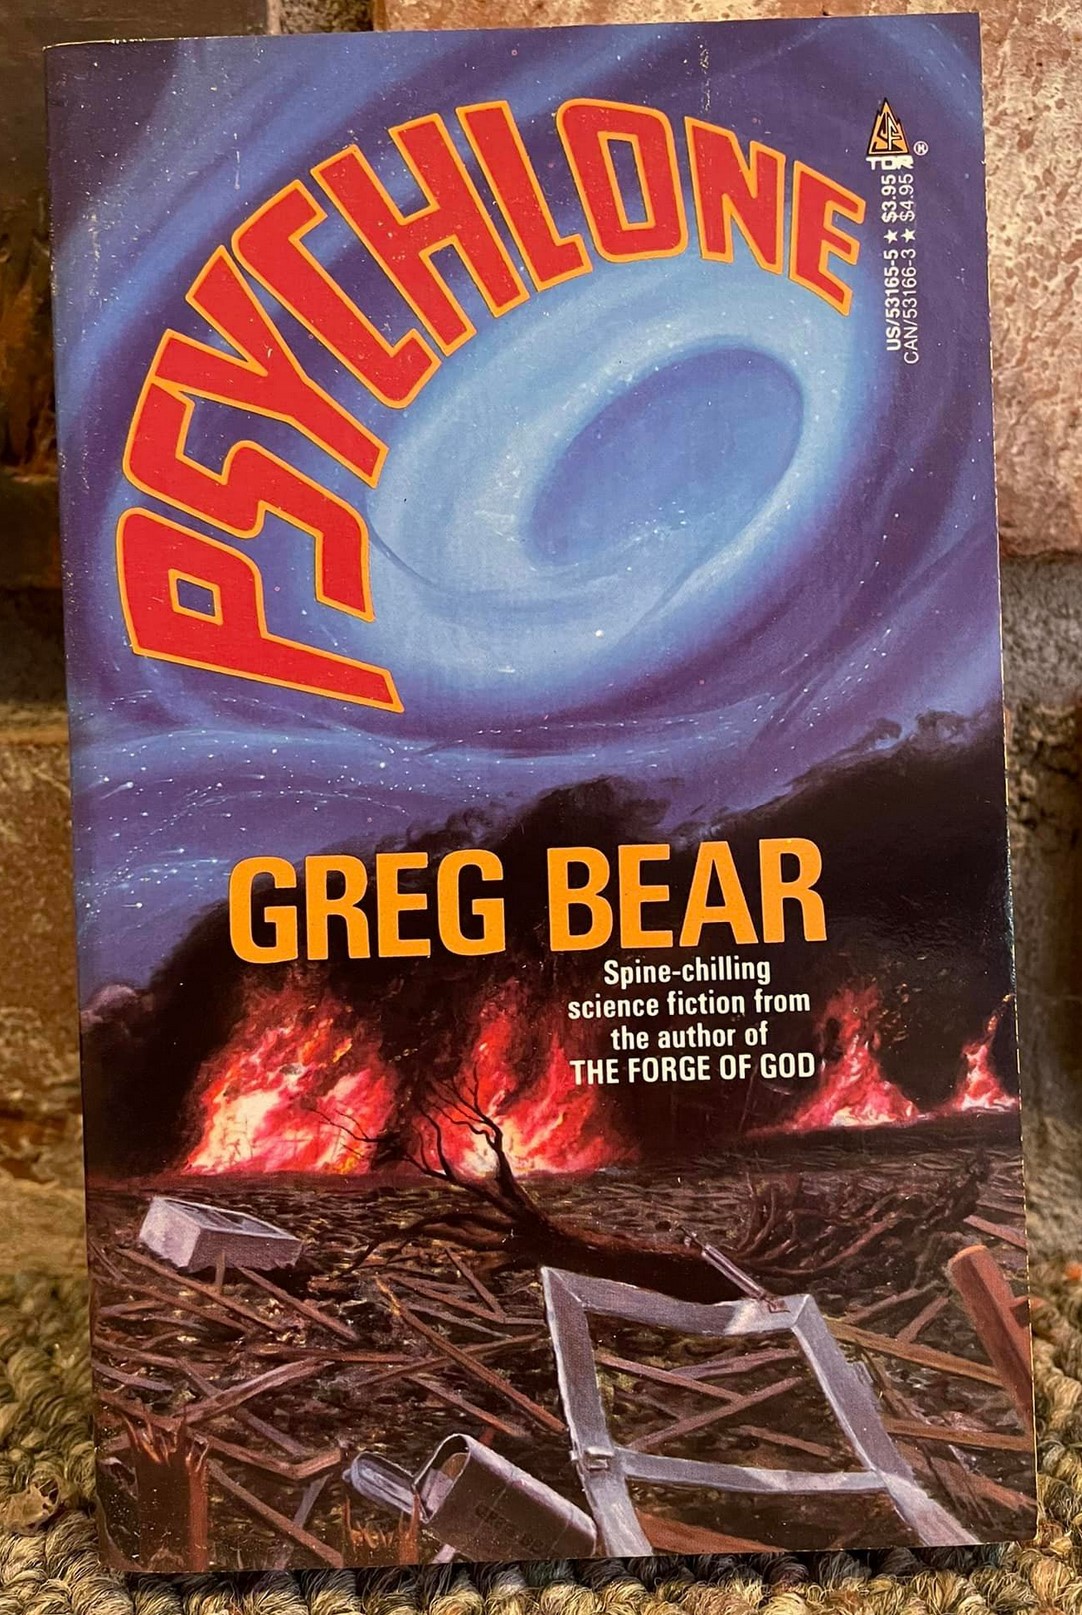 PSYCHLONE
SF
TOR®
US/53165-5 ★ $3.95
CAN/53166-3 ★ $4.95
GREG BEAR
Spine-chilling
science fiction from
the author of
THE FORGE OF GOD